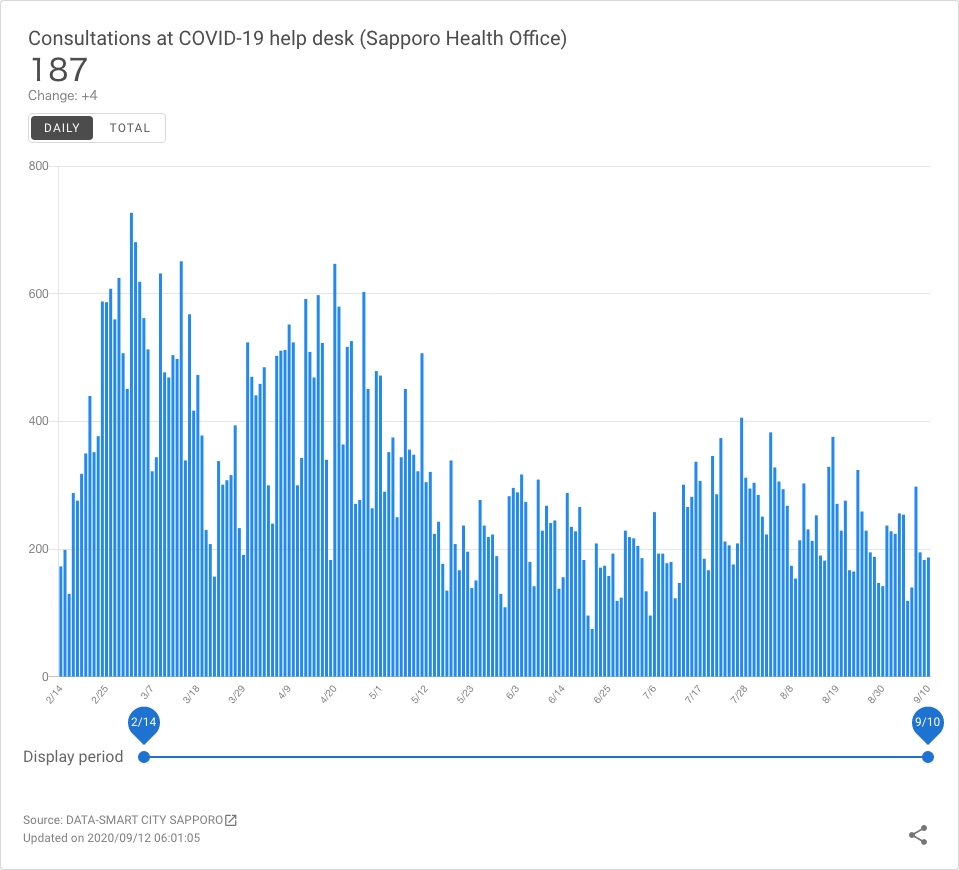 Consultations at COVID-19 help desk (Sapporo Health Office)
187
Change: +4
DAILY TOTAL
800
600
400
200
0
2/14 2/25 3/7 3/18 3/29 4/9 4/20 5/1 5/12 5/23 6/3 6/14 6/25 7/6 7/17 7/28 8/8 8/19 8/30 9/10
2/14 9/10
Display period
Source: DATA-SMART CITY SAPPORO
Updated on 2020/09/12 06:01:05